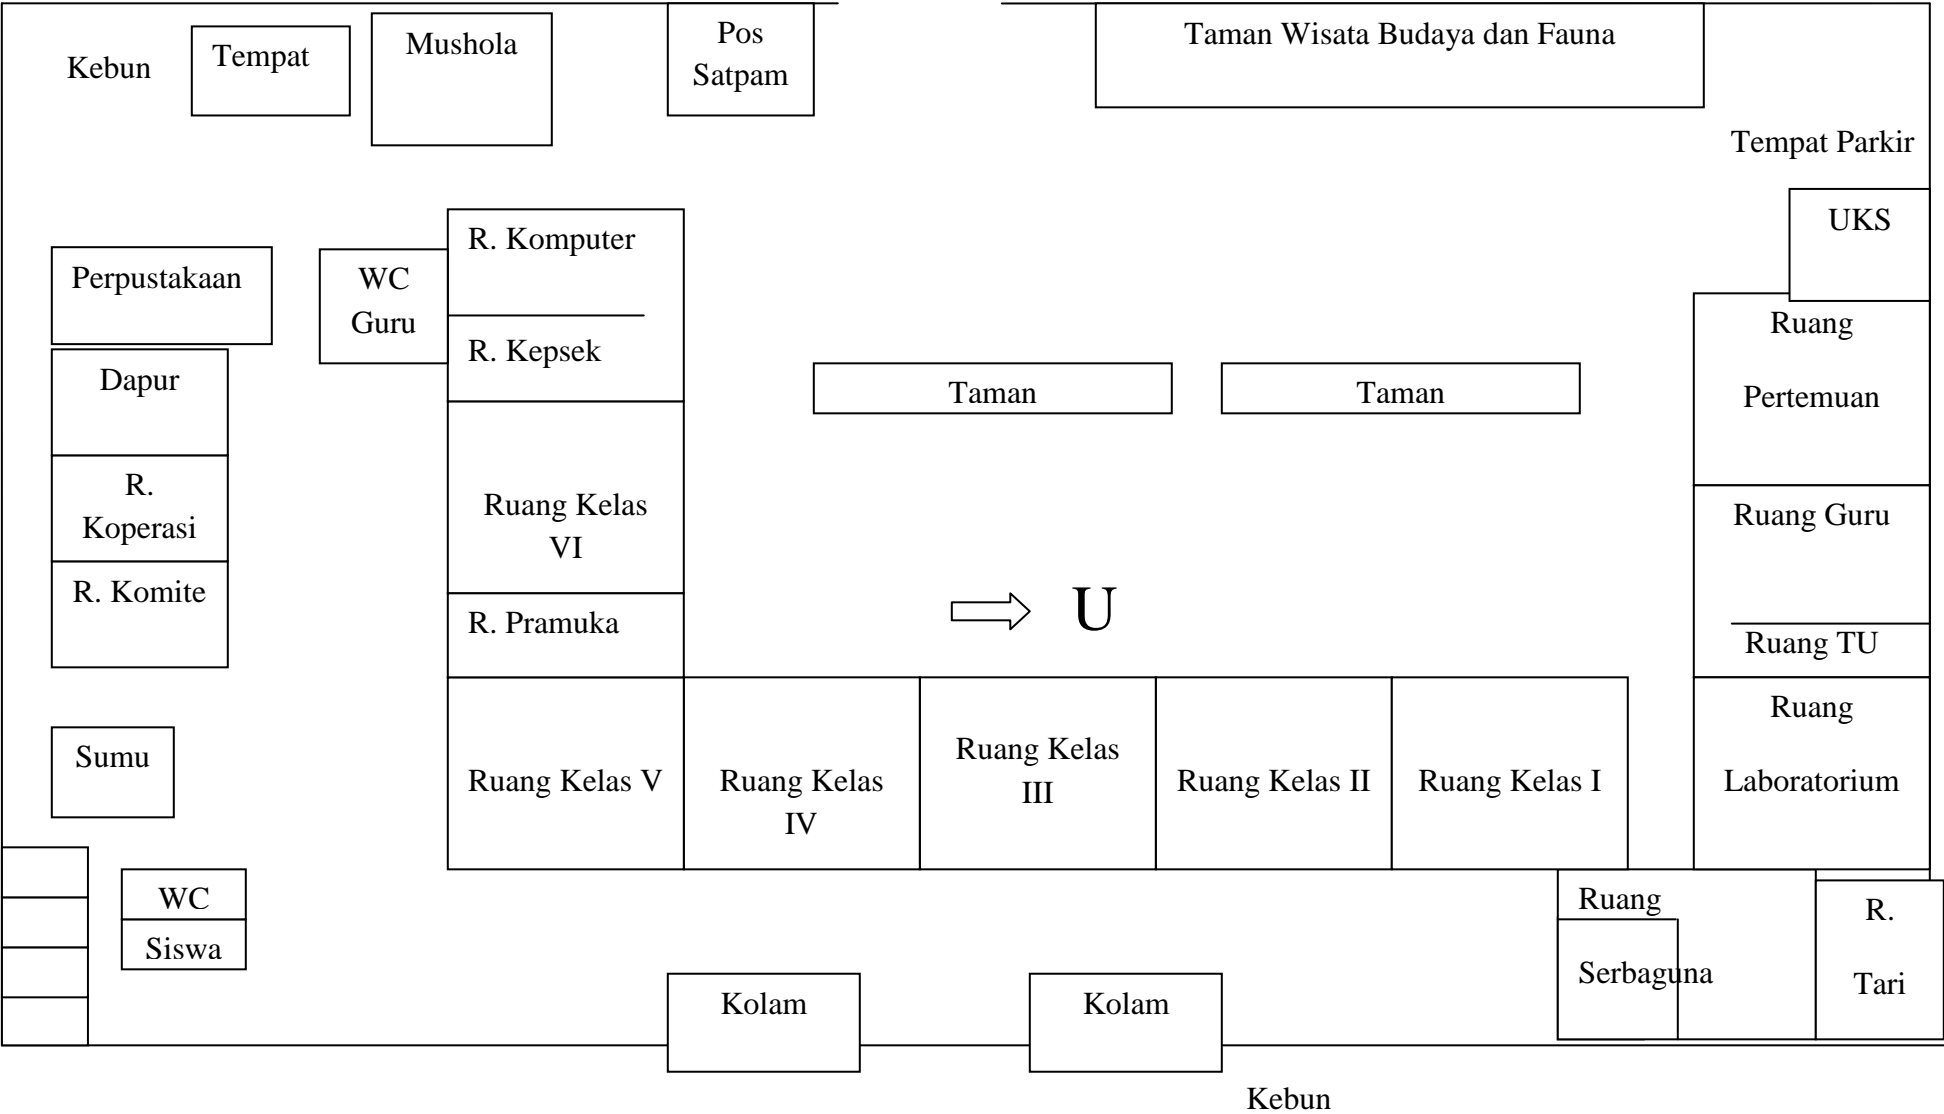 Kebun
Tempat
Mushola
Pos
Satpam
Taman Wisata Budaya dan Fauna
Tempat Parkir
UKS
R. Komputer
Perpustakaan
WC
Guru
R. Kepsek
Ruang
Pertemuan
Dapur
Taman
Taman
R.
Koperasi
Ruang Kelas
VI
Ruang Guru
R. Komite
R. Pramuka
U
Ruang TU
Sumu
Ruang Kelas V
Ruang Kelas
IV
Ruang Kelas
III
Ruang Kelas II
Ruang Kelas I
Ruang
Laboratorium
WC
Siswa
Ruang
Serbaguna
R.
Tari
Kolam
Kolam
Kebun